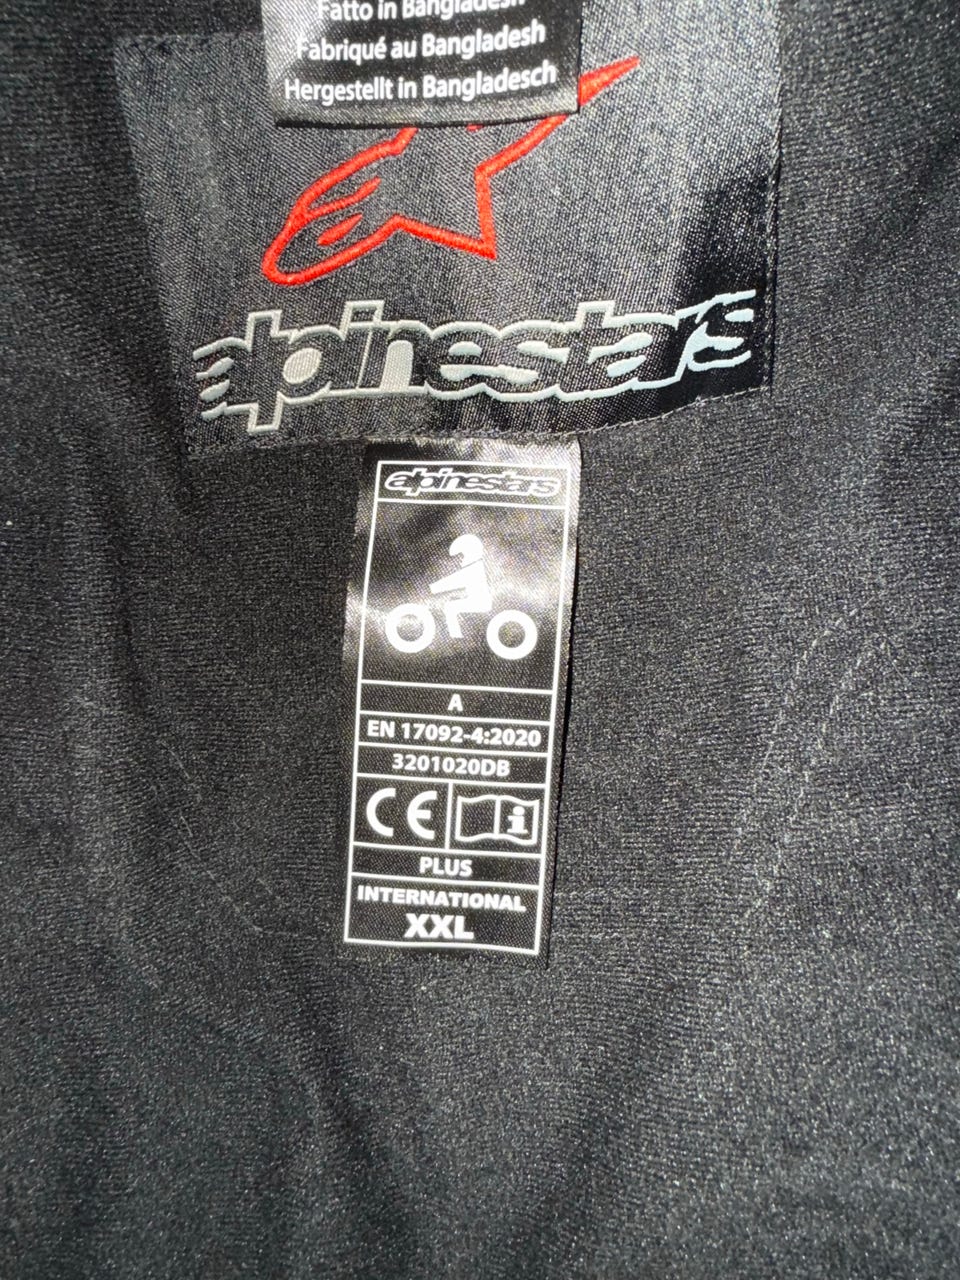 Fatto in Bangladesh
Fabriqué au Bangladesh
Hergestellt in Bangladesch
alpinestars
alpinestars
A
EN 17092-4:2020
3201020DB
CE i
PLUS
INTERNATIONAL
XXL